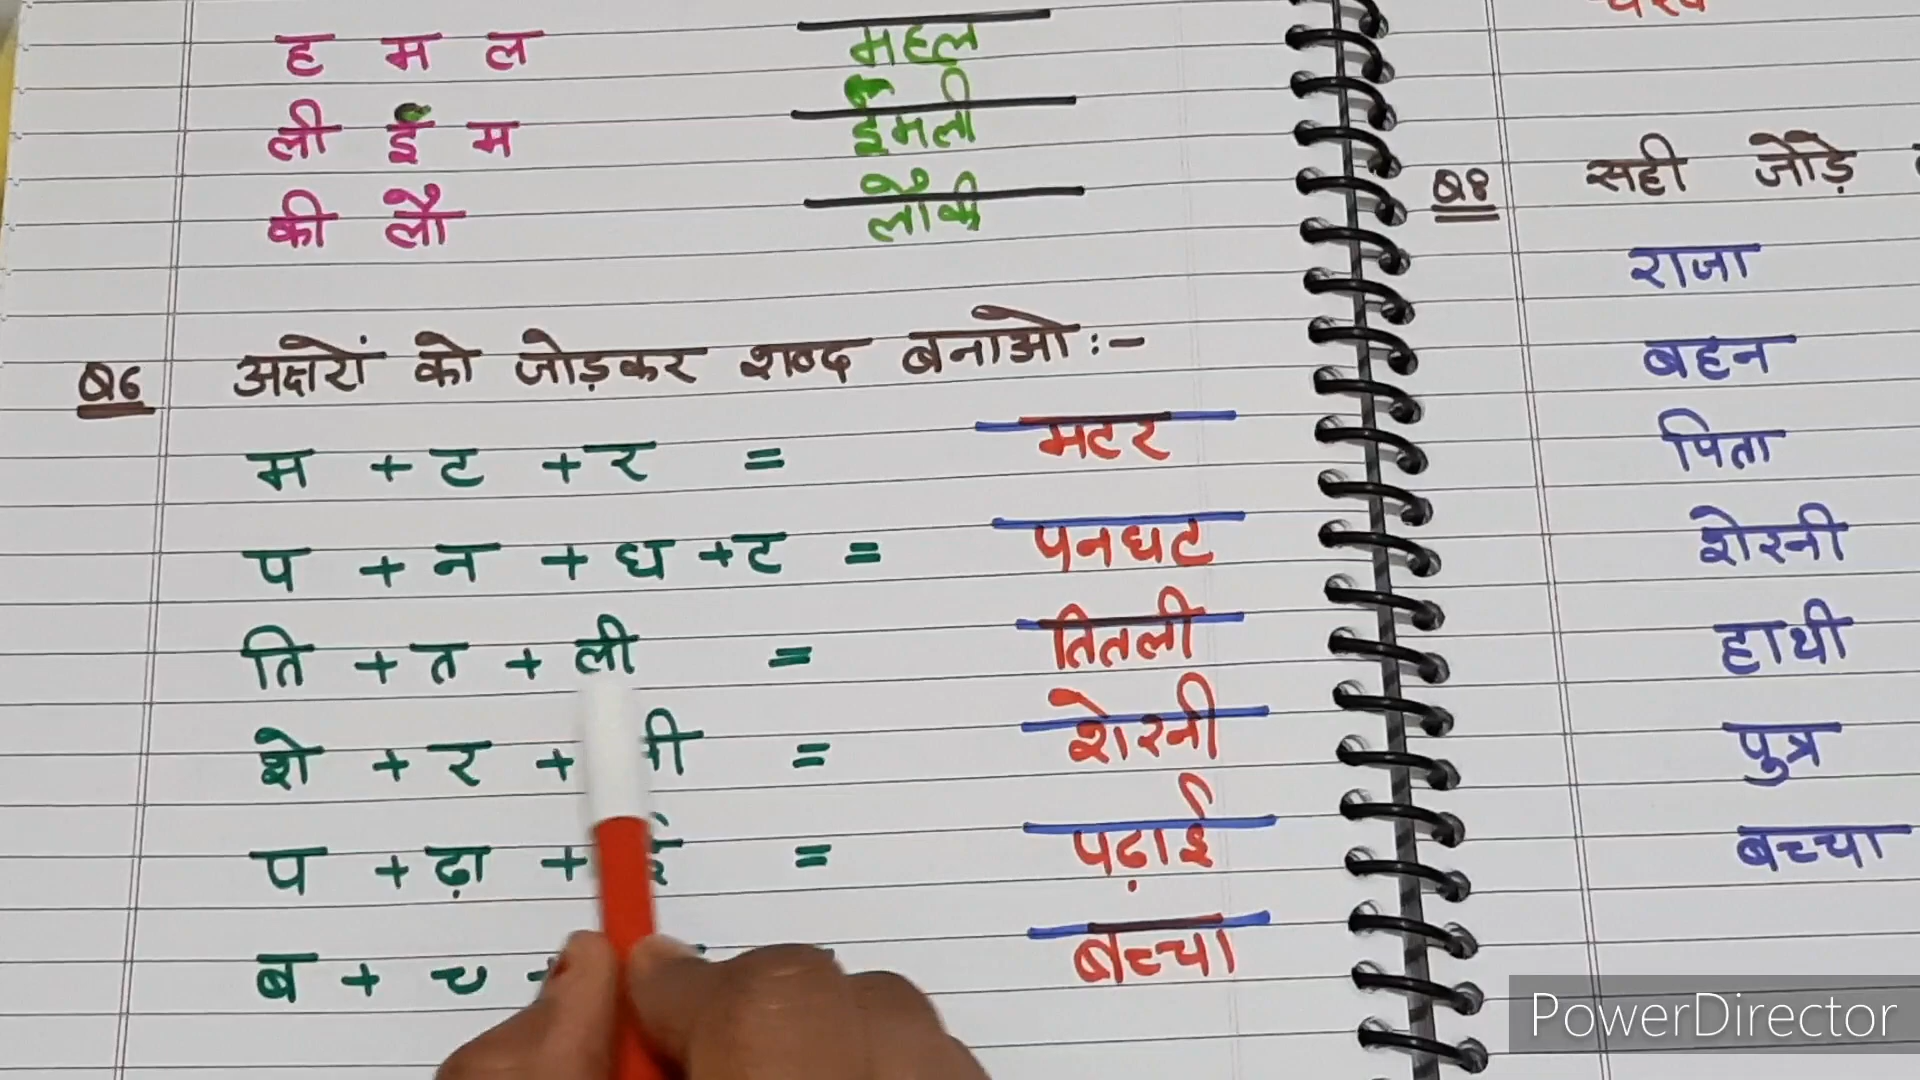 ह म ल महल
ली ई म ईमली
की लौ लौकी
Q6 अक्षरों को जोड़कर शब्द बनाओ :-
म + ट + र = मटर
प + न + घ + ट = पनघट
ति + त + ली = तितली
शे + र + नी = शेरनी
प + ढ़ा + ई = पढ़ाई
ब + च + बच्चा
Q8 सही जोड़े
राजा
बहन
पिता
शेरनी
हाथी
पुत्र
बच्चा
PowerDirector